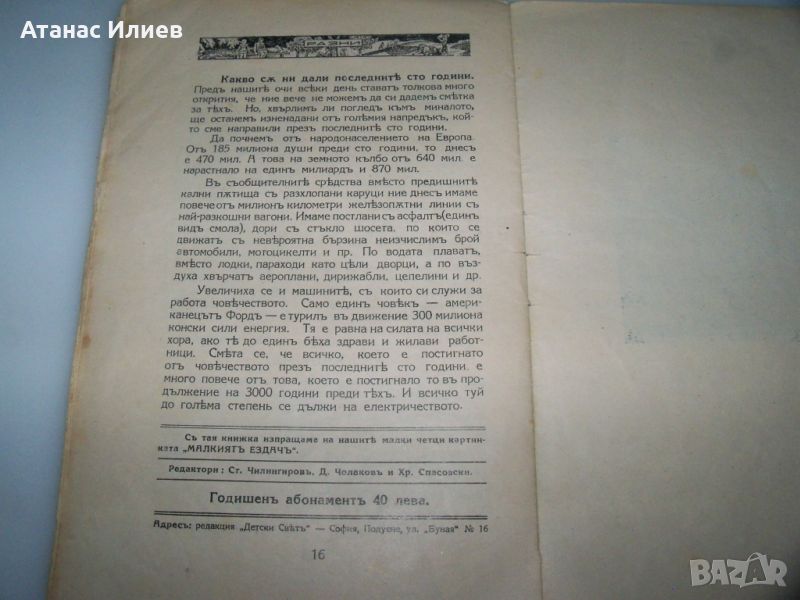 Атанас Илиев
РАЗНИ
Какво сѫ ни дали последнитѣ сто години.
Предъ нашитѣ очи всѣки день ставатъ толкова много
открития, че ние вече не можемъ да си дадемъ смѣтка
за тѣхъ. Но, хвърлимъ ли погледъ къмъ миналото,
ще останемъ изненадани отъ голѣмия напредъкъ, кой-
то сме направили презъ последнитѣ сто години.
Да почнемъ отъ народонаселението на Европа.
Отъ 185 милиона души преди сто години, то днесъ
е 470 мил. А това на земното кълбо отъ 640 мил. е
нарастнало на единъ милиардъ и 870 мил.
Въ съобщителнитѣ срѣдства вмѣсто предишнитѣ
кални пѫтища съ разхлопани каруци ние днесъ имаме
повече отъ милионъ километри желѣзопѫтни линии съ
най-разкошни вагони. Имаме постлани съ асфалтъ(единъ
видъ смола), дори съ стъкло шосета, по които се
движатъ съ невѣроятна бързина неизчислимъ брой
автомобили, мотоциклети и пр. По водата плаватъ,
вмѣсто лодки, параходи като цѣли дворци, а по въз-
духа хвърчатъ аероплани, дирижабли, цепелини и др.
Увеличиха се и машинитѣ, съ които си служи за
работа човѣчеството. Само единъ човѣкъ — амери-
канецътъ Фордъ — е турилъ въ движение 300 милиона
конски сили енергия. Тя е равна на силата на всички
хора, ако тѣ до единъ бѣха здрави и жилави работ-
ници. Смѣта се, че всичко, което е постигнато
отъ човѣчеството презъ последнитѣ сто години, е
много повече отъ това, което е постигнало то въ про-
дължение на 3000 години преди тѣхъ. И всичко туй
до голѣма степень се дължи на електричеството.
Съ тая книжка изпращаме на нашитѣ малки четци картин-
ката „МАЛКИЯТЪ ЕЗДАЧЪ".
Редактори: Ст. Чилингировъ, Д. Чолаковъ и Хр. Спасовски.
Годишенъ абонаментъ 40 лева.
Адресъ: редакция „Детски Свѣтъ" — София, Подуене, ул. „Буная" № 16
16
BAZAR